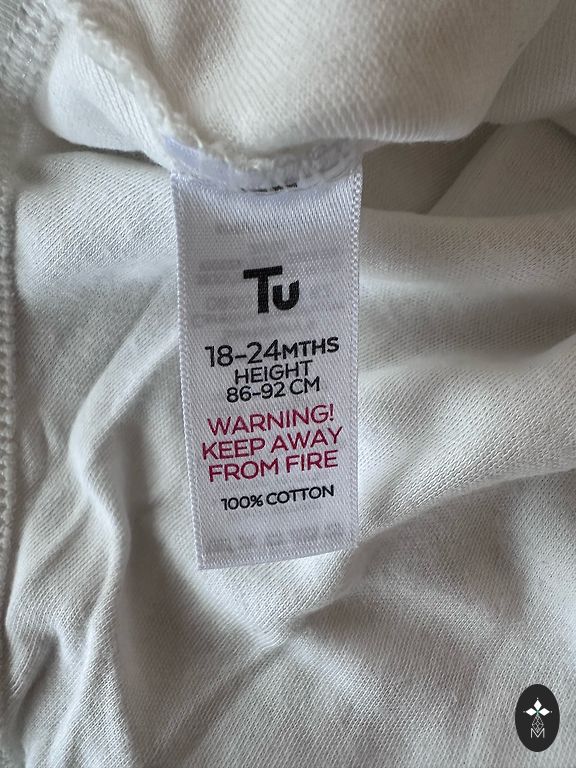 Tu
18-24MTHS
HEIGHT
86-92 CM
WARNING!
KEEP AWAY
FROM FIRE
100% COTTON
M